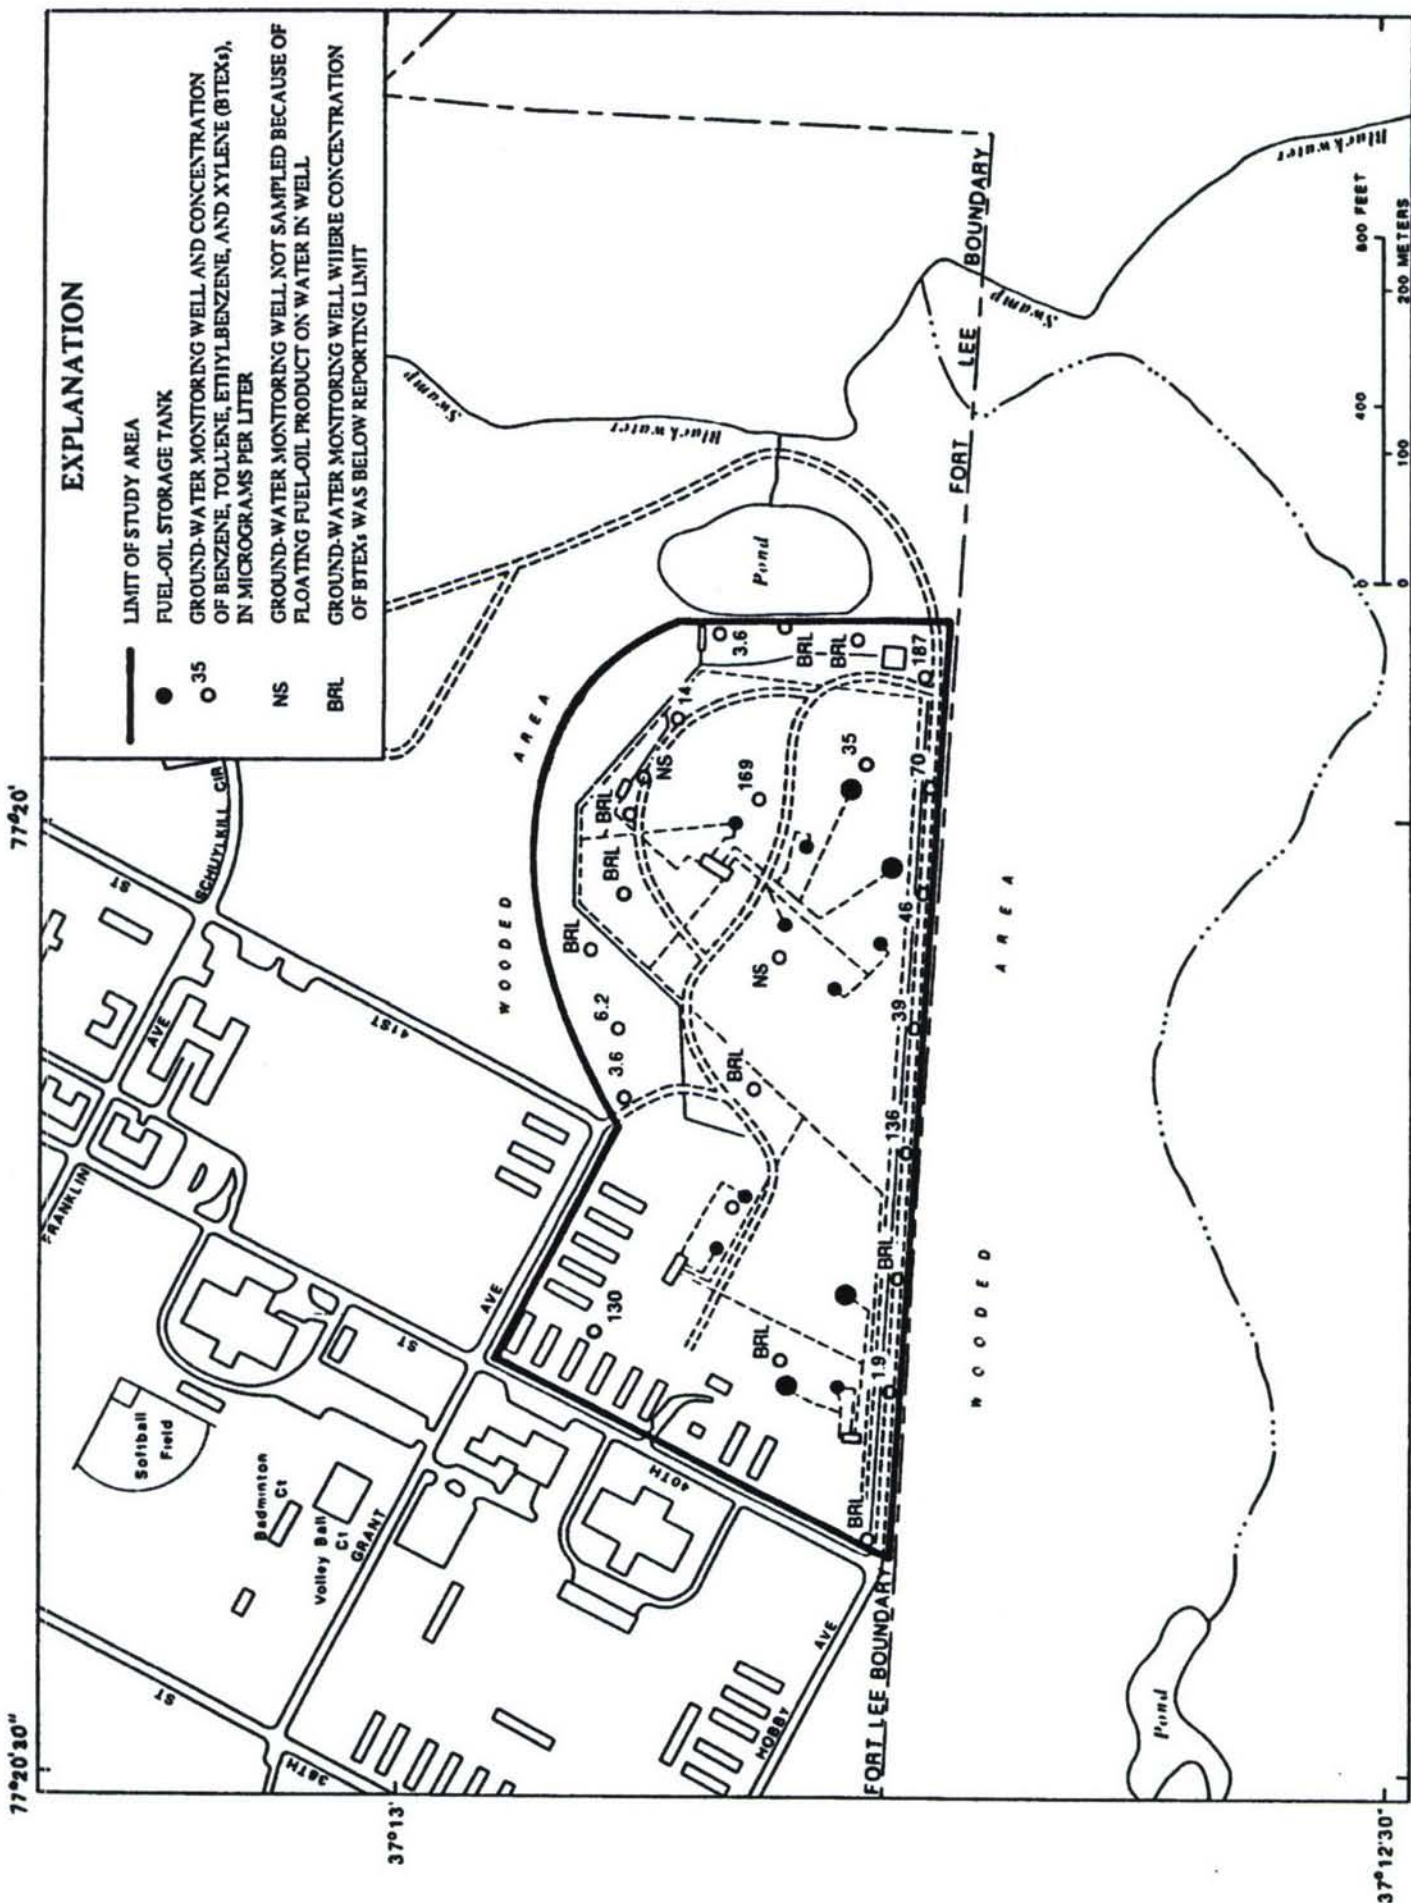 77°20'30"
77°20'
37°13'
37°12'30"
EXPLANATION
LIMIT OF STUDY AREA
FUEL-OIL STORAGE TANK
35
GROUND-WATER MONITORING WELL AND CONCENTRATION
OF BENZENE, TOLUENE, ETHYLBENZENE, AND XYLENE (BTEXs),
IN MICROGRAMS PER LITER
NS
GROUND-WATER MONITORING WELL NOT SAMPLED BECAUSE OF
FLOATING FUEL-OIL PRODUCT ON WATER IN WELL
BRL
GROUND-WATER MONITORING WELL WHERE CONCENTRATION
OF BTEXs WAS BELOW REPORTING LIMIT
ST
38TH
FRANKLIN
AVE
ST
SCHUYLKILL CIR
Softball
Field
Badminton
Ct
Volley Ball
Ct
GRANT
AVE
ST
41ST
40TH
HOBBY
AVE
WOODED
AREA
130
3.6
6.2
BRL
BRL
BRL
NS
14
3.6
BRL
BRL
169
35
NS
BRL
BRL
BRL
1.9
BRL
136
39
46
70
187
Pond
Blackwater
Swamp
FORT LEE BOUNDARY
FORT LEE BOUNDARY
WOODED
AREA
Swamp
Blackwater
Pond
0 400 800 FEET
0 100 200 METERS